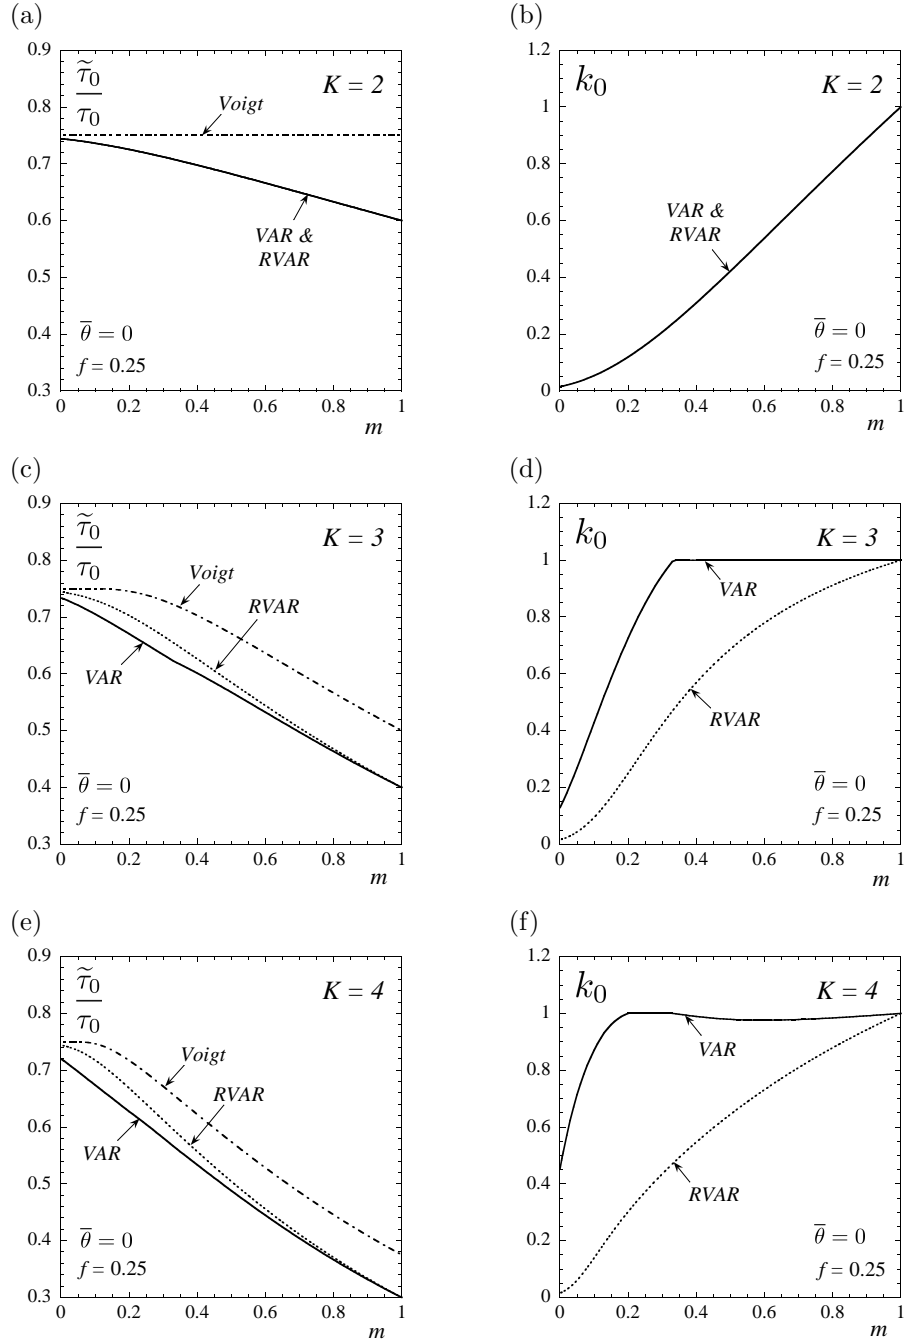 (a)
0.9
0.8
0.7
0.6
0.5
0.4
0.3
τ̃₀
τ₀
K = 2
Voigt
VAR &
RVAR
θ̄ = 0
f = 0.25
0 0.2 0.4 0.6 0.8 1
m
(b)
1.2
1
0.8
0.6
0.4
0.2
0
k₀
K = 2
VAR &
RVAR
θ̄ = 0
f = 0.25
0 0.2 0.4 0.6 0.8 1
m
(c)
0.9
0.8
0.7
0.6
0.5
0.4
0.3
τ̃₀
τ₀
K = 3
Voigt
RVAR
VAR
θ̄ = 0
f = 0.25
0 0.2 0.4 0.6 0.8 1
m
(d)
1.2
1
0.8
0.6
0.4
0.2
0
k₀
K = 3
VAR
RVAR
θ̄ = 0
f = 0.25
0 0.2 0.4 0.6 0.8 1
m
(e)
0.9
0.8
0.7
0.6
0.5
0.4
0.3
τ̃₀
τ₀
K = 4
Voigt
RVAR
VAR
θ̄ = 0
f = 0.25
0 0.2 0.4 0.6 0.8 1
m
(f)
1.2
1
0.8
0.6
0.4
0.2
0
k₀
K = 4
VAR
RVAR
θ̄ = 0
f = 0.25
0 0.2 0.4 0.6 0.8 1
m